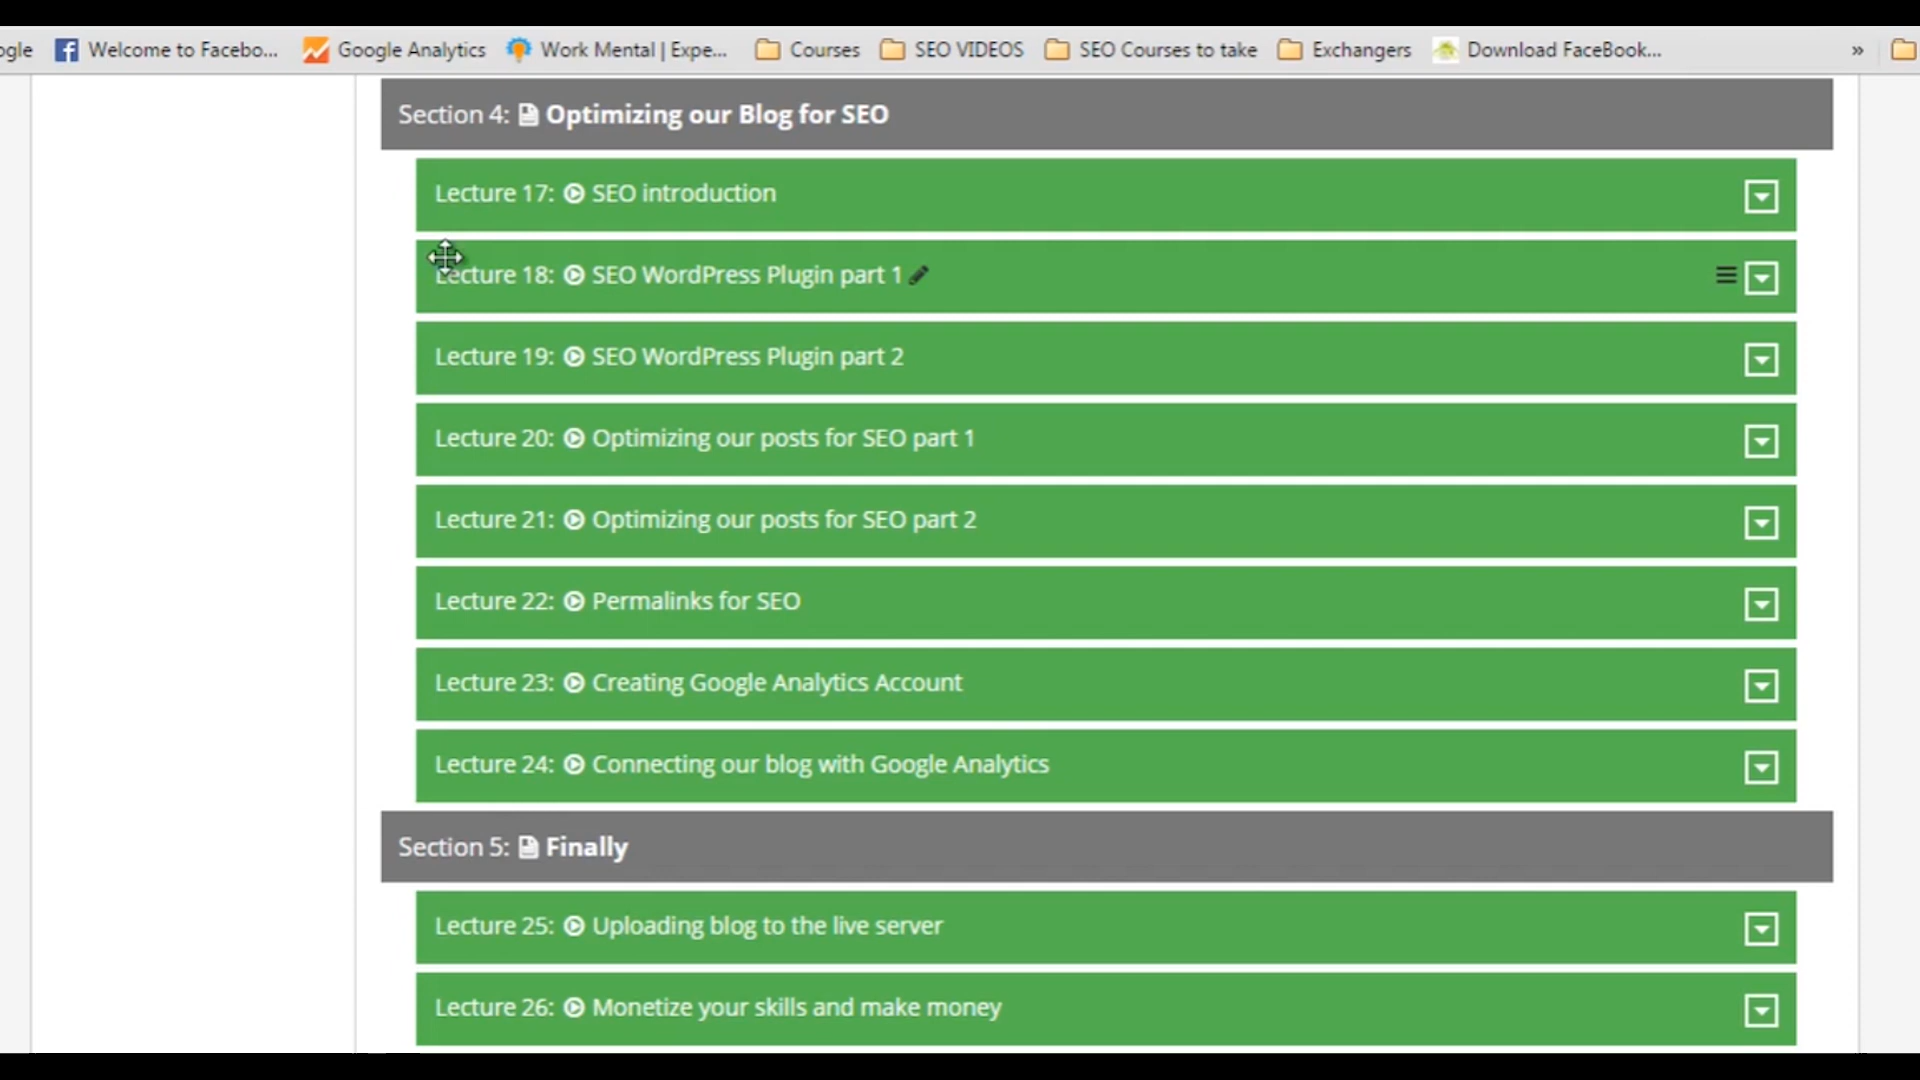 ogle Welcome to Facebo... Google Analytics Work Mental | Expe... Courses SEO VIDEOS SEO Courses to take Exchangers Download FaceBook... »
Section 4: Optimizing our Blog for SEO
Lecture 17: SEO introduction
Lecture 18: SEO WordPress Plugin part 1
Lecture 19: SEO WordPress Plugin part 2
Lecture 20: Optimizing our posts for SEO part 1
Lecture 21: Optimizing our posts for SEO part 2
Lecture 22: Permalinks for SEO
Lecture 23: Creating Google Analytics Account
Lecture 24: Connecting our blog with Google Analytics
Section 5: Finally
Lecture 25: Uploading blog to the live server
Lecture 26: Monetize your skills and make money